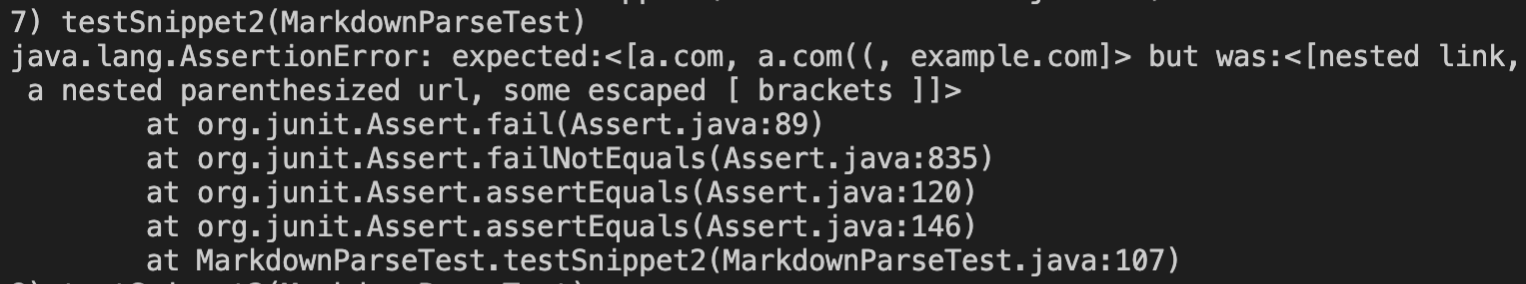 7) testSnippet2(MarkdownParseTest)
java.lang.AssertionError: expected:<[a.com, a.com((, example.com]> but was:<[nested link,
 a nested parenthesized url, some escaped [ brackets ]]>
        at org.junit.Assert.fail(Assert.java:89)
        at org.junit.Assert.failNotEquals(Assert.java:835)
        at org.junit.Assert.assertEquals(Assert.java:120)
        at org.junit.Assert.assertEquals(Assert.java:146)
        at MarkdownParseTest.testSnippet2(MarkdownParseTest.java:107)